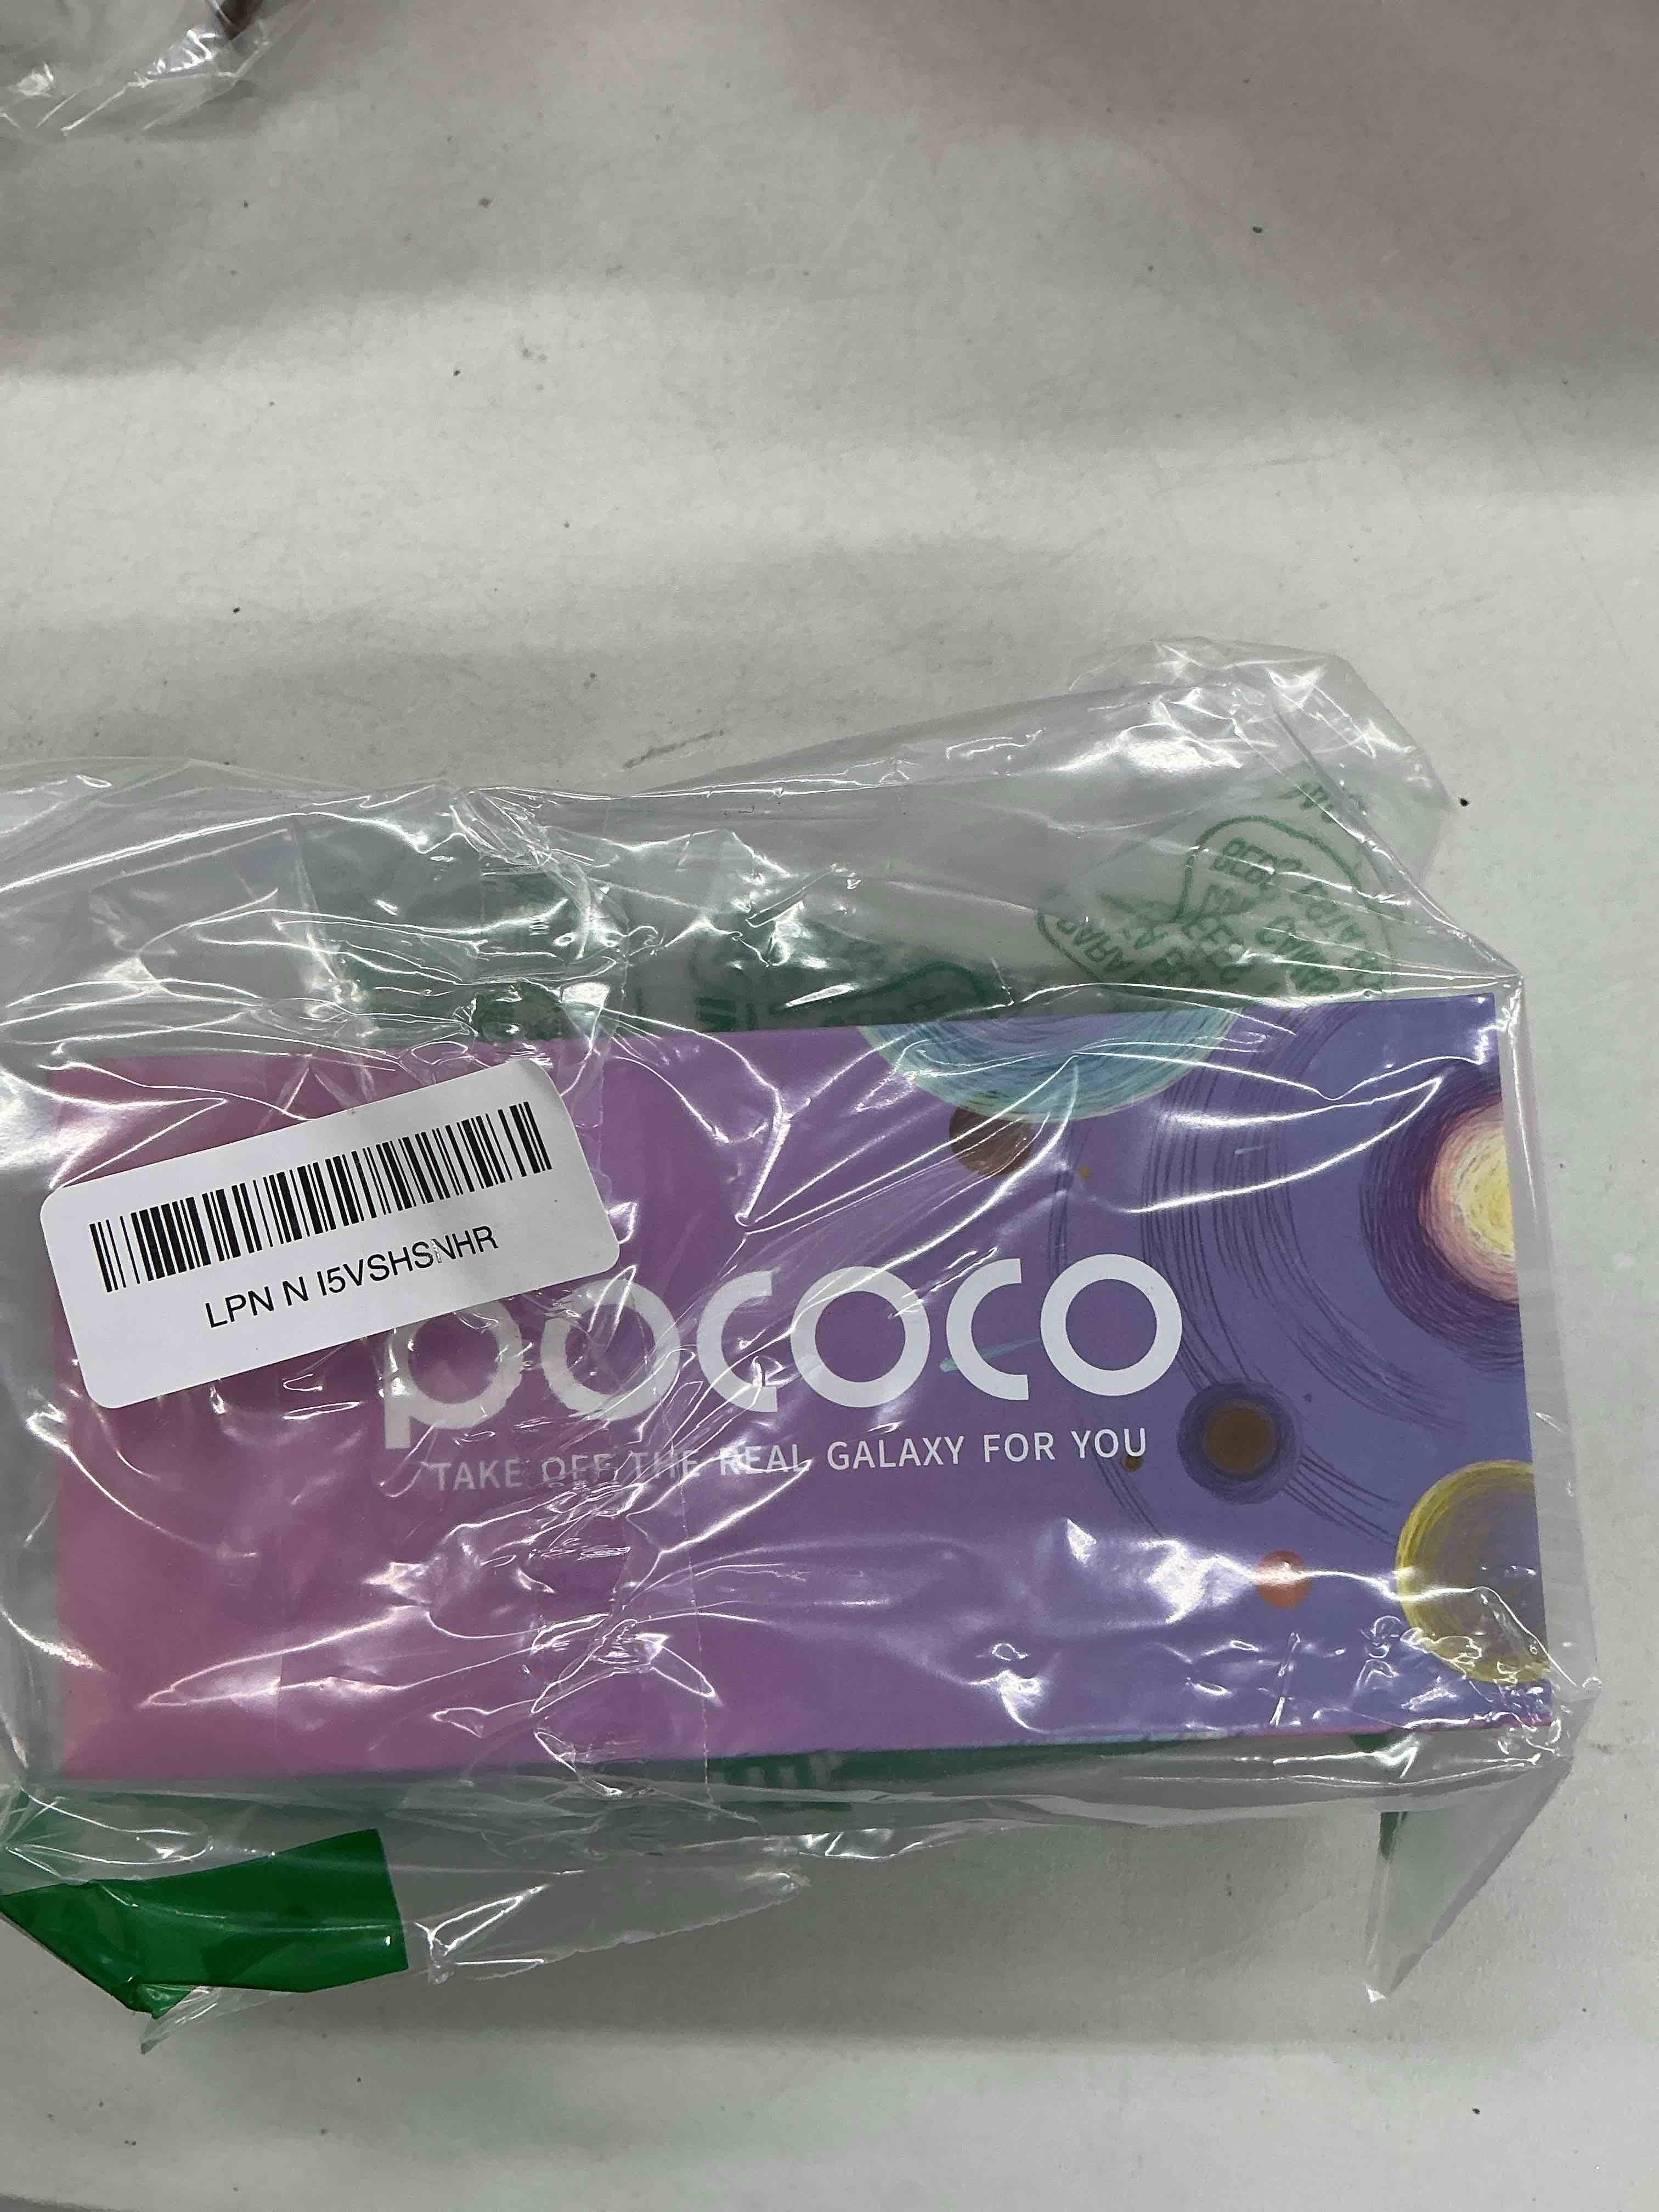 LPN N I5VSHSNHR
pococo
TAKE OFF THE REAL GALAXY FOR YOU